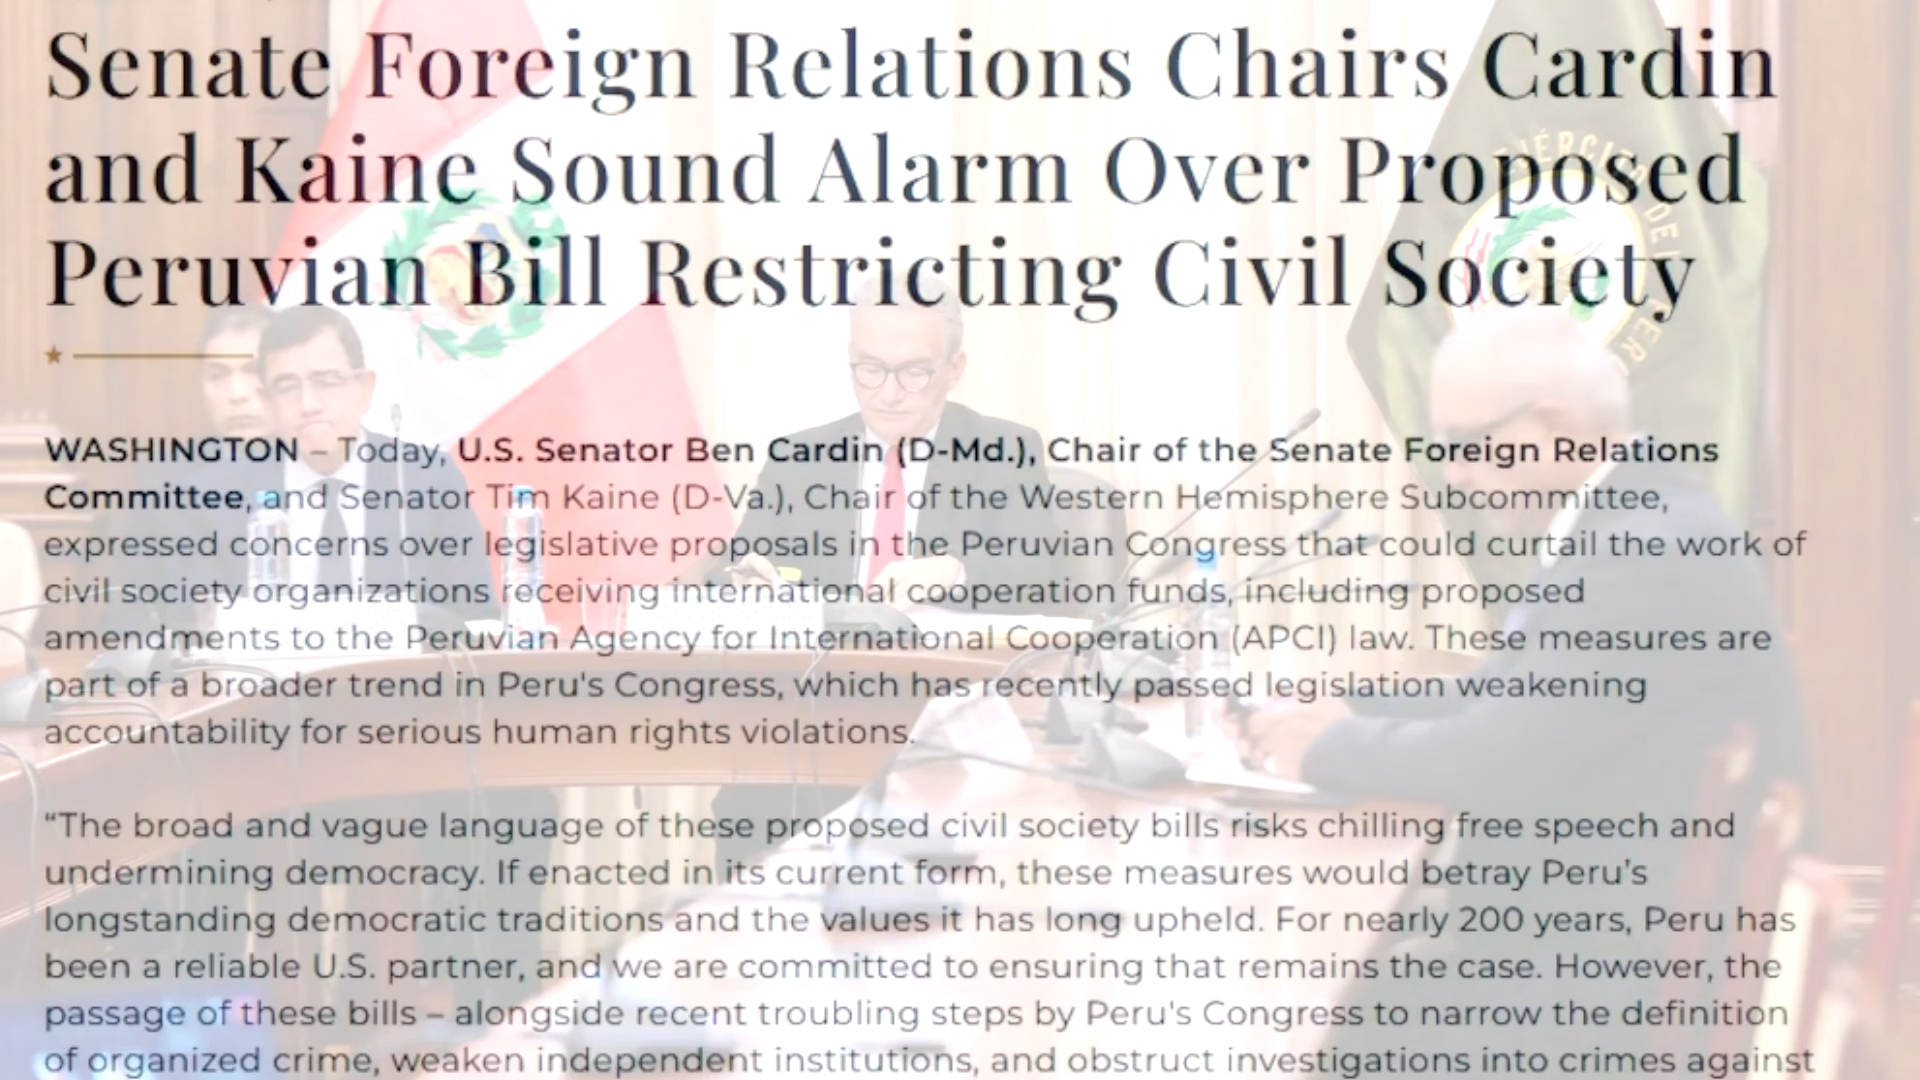 Senate Foreign Relations Chairs Cardin
and Kaine Sound Alarm Over Proposed
Peruvian Bill Restricting Civil Society
WASHINGTON – Today, U.S. Senator Ben Cardin (D-Md.), Chair of the Senate Foreign Relations
Committee, and Senator Tim Kaine (D-Va.), Chair of the Western Hemisphere Subcommittee,
expressed concerns over legislative proposals in the Peruvian Congress that could curtail the work of
civil society organizations receiving international cooperation funds, including proposed
amendments to the Peruvian Agency for International Cooperation (APCI) law. These measures are
part of a broader trend in Peru's Congress, which has recently passed legislation weakening
accountability for serious human rights violations.
“The broad and vague language of these proposed civil society bills risks chilling free speech and
undermining democracy. If enacted in its current form, these measures would betray Peru’s
longstanding democratic traditions and the values it has long upheld. For nearly 200 years, Peru has
been a reliable U.S. partner, and we are committed to ensuring that remains the case. However, the
passage of these bills – alongside recent troubling steps by Peru's Congress to narrow the definition
of organized crime, weaken independent institutions, and obstruct investigations into crimes against